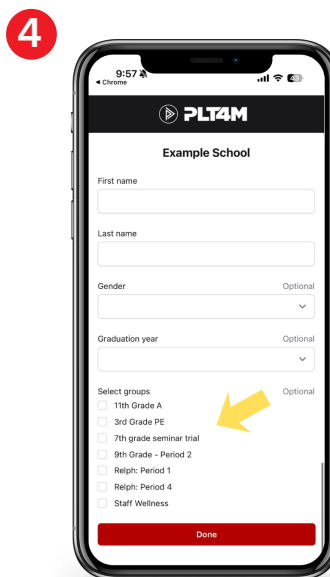 4
9:57
◂ Chrome
43
PLT4M
Example School
First name
Last name
Gender Optional
Graduation year Optional
Select groups Optional
11th Grade A
3rd Grade PE
7th grade seminar trial
9th Grade - Period 2
Relph: Period 1
Relph: Period 4
Staff Wellness
Done